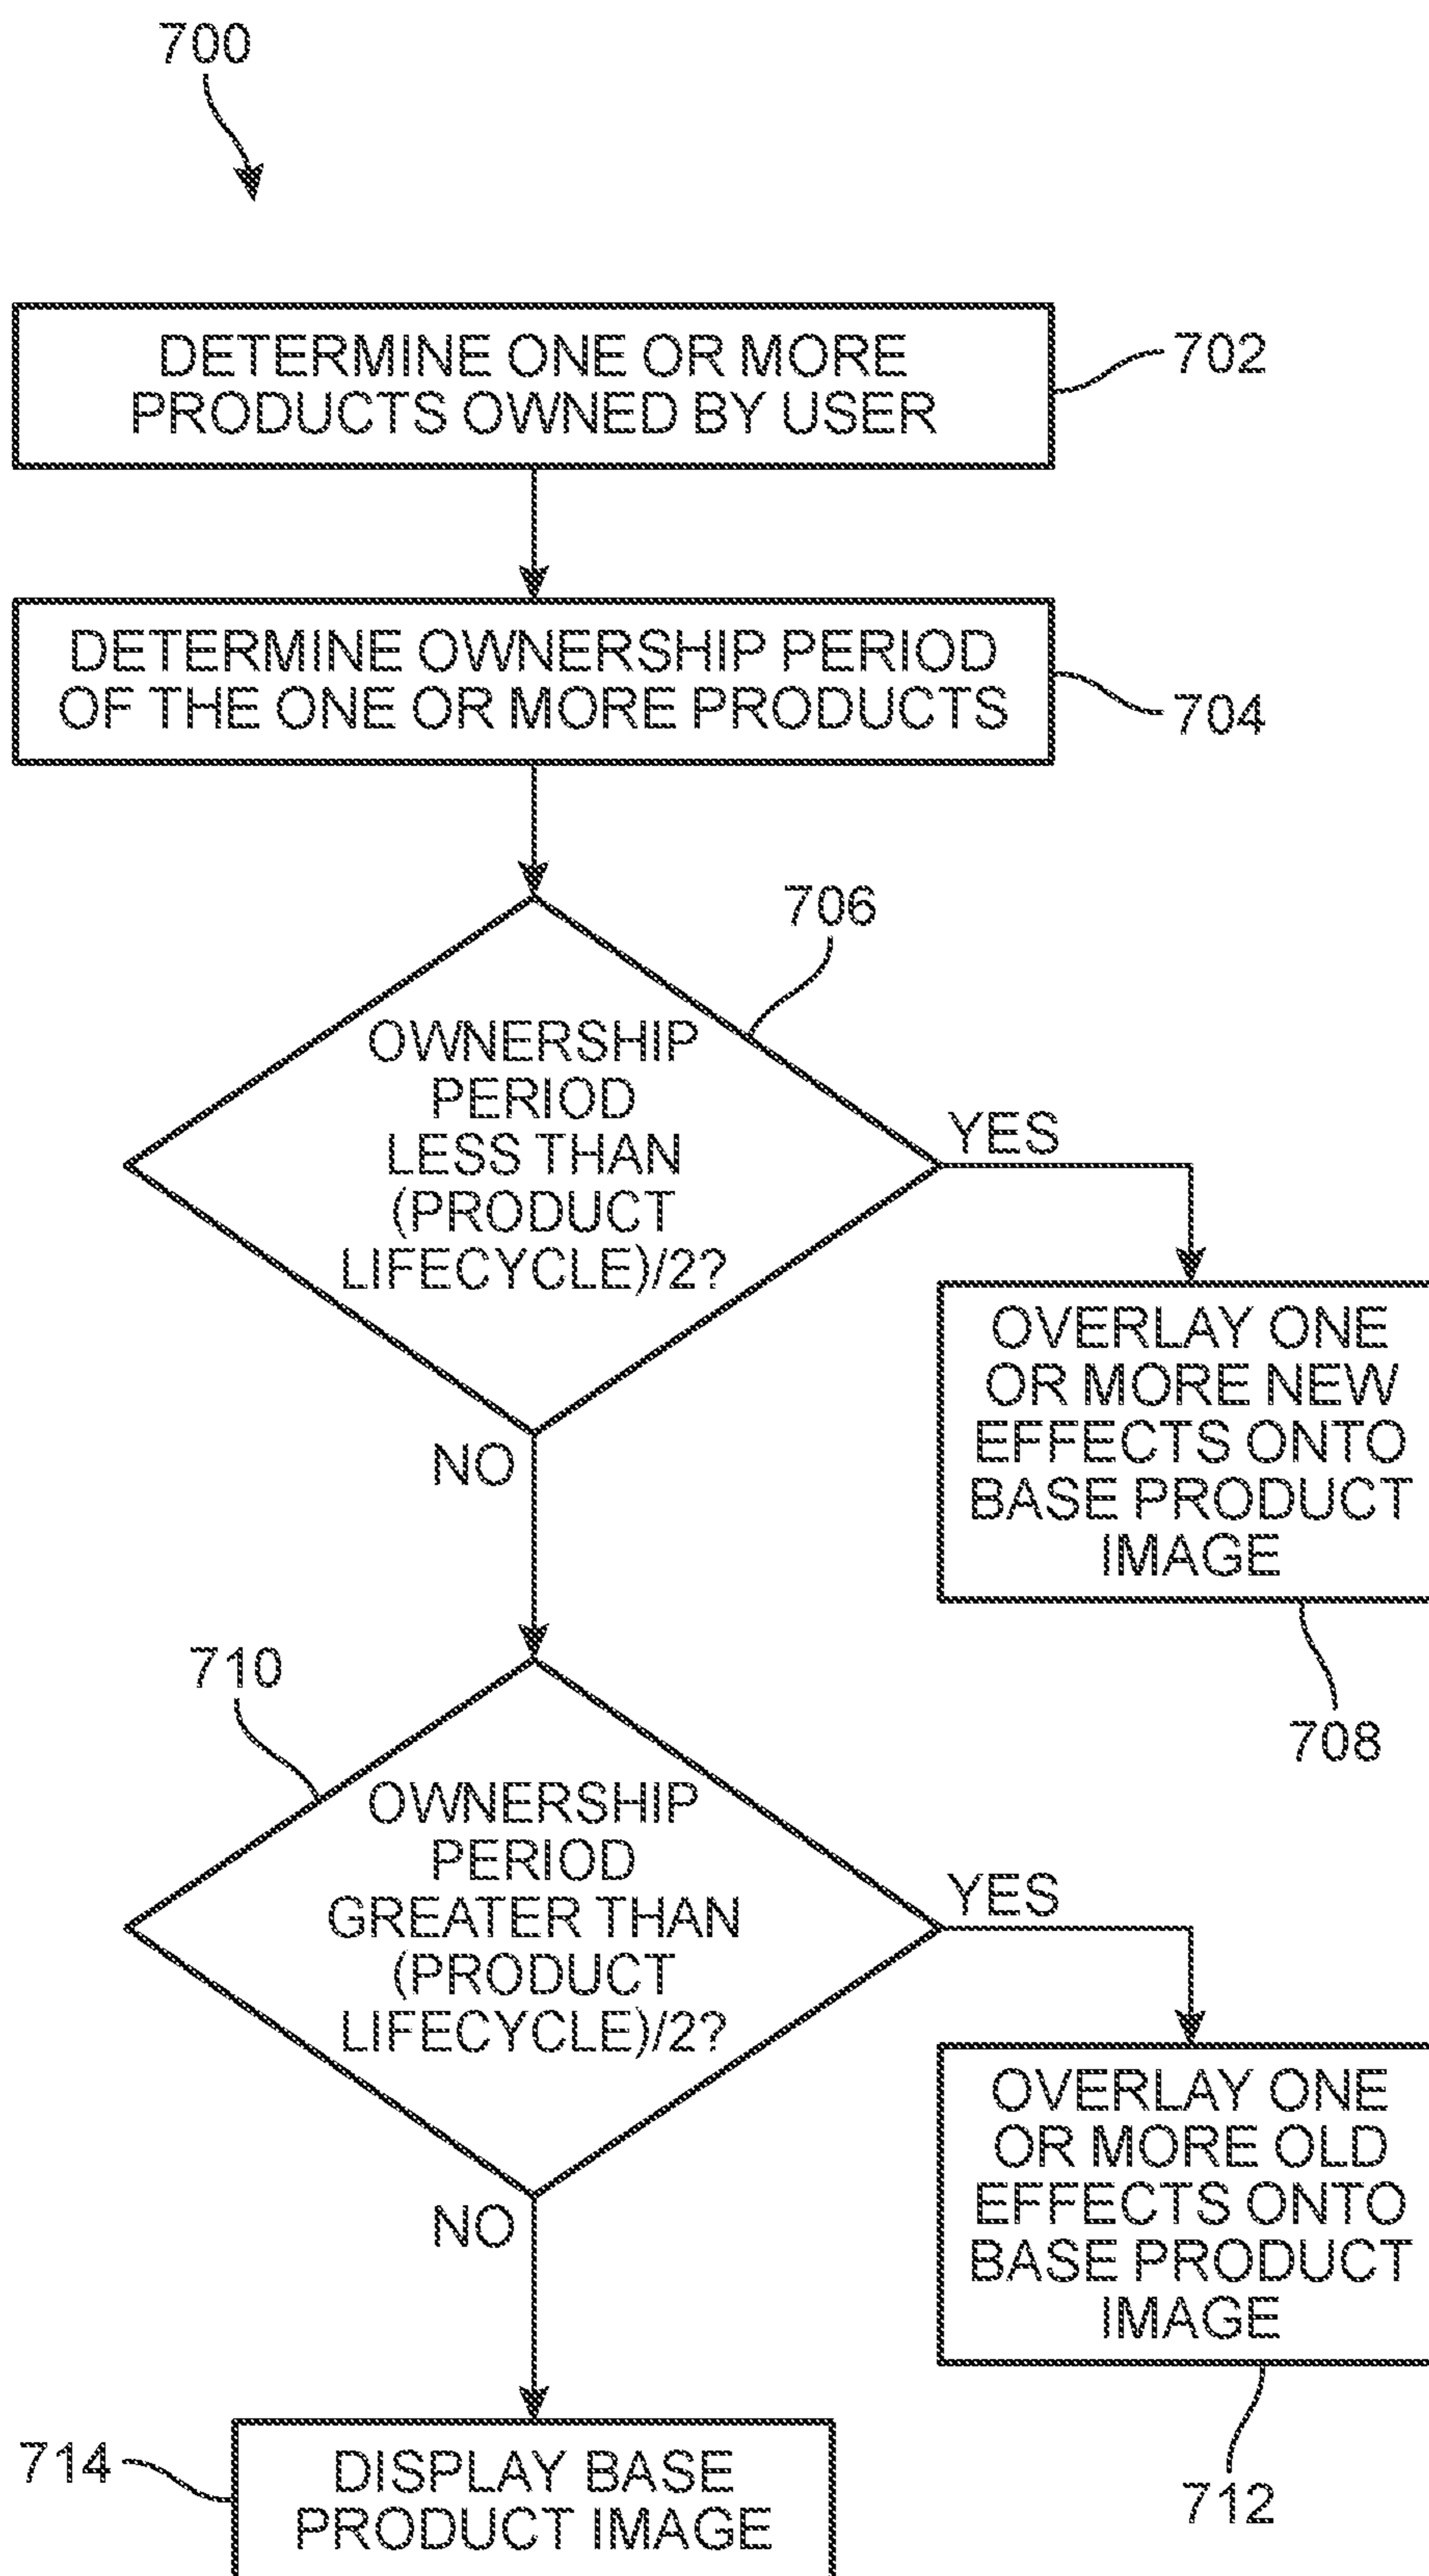 700
DETERMINE ONE OR MORE
PRODUCTS OWNED BY USER
702
DETERMINE OWNERSHIP PERIOD
OF THE ONE OR MORE PRODUCTS
704
706
OWNERSHIP
PERIOD
LESS THAN
(PRODUCT
LIFECYCLE)/2?
YES
NO
OVERLAY ONE
OR MORE NEW
EFFECTS ONTO
BASE PRODUCT
IMAGE
708
710
OWNERSHIP
PERIOD
GREATER THAN
(PRODUCT
LIFECYCLE)/2?
YES
NO
OVERLAY ONE
OR MORE OLD
EFFECTS ONTO
BASE PRODUCT
IMAGE
712
714
DISPLAY BASE
PRODUCT IMAGE